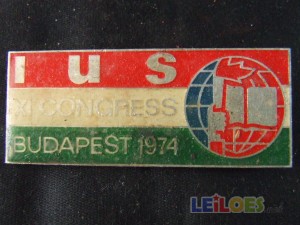 IUS
CONGRESS
BUDAPEST 1974
LEILOES